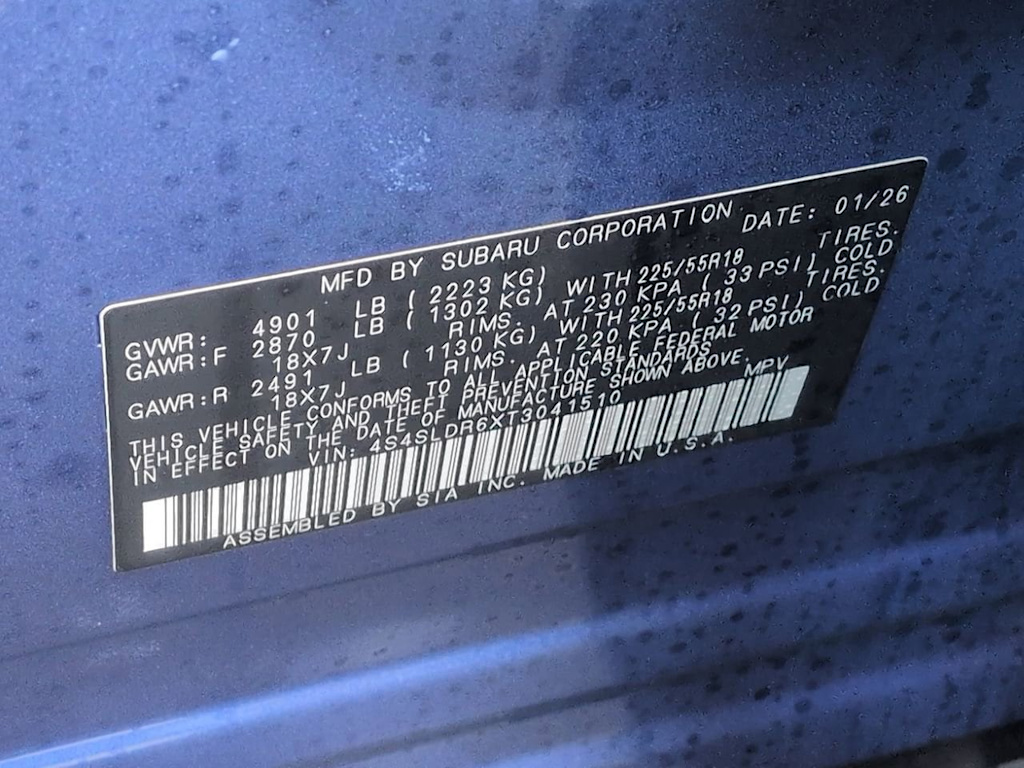 MFD BY SUBARU CORPORATION DATE: 01/26
GVWR: 4901 LB ( 2223 KG)
GAWR: F 2870 LB ( 1302 KG) WITH 225/55R18 TIRES.
18X7J RIMS. AT 230 KPA ( 33 PSI) COLD
GAWR: R 2491 LB ( 1130 KG) WITH 225/55R18 TIRES.
18X7J RIMS. AT 220 KPA ( 32 PSI) COLD
THIS VEHICLE CONFORMS TO ALL APPLICABLE FEDERAL MOTOR
VEHICLE SAFETY AND THEFT PREVENTION STANDARDS
IN EFFECT ON THE DATE OF MANUFACTURE SHOWN ABOVE.
VIN: 4S4SLDR6XT3041510 MPV
ASSEMBLED BY SIA INC. MADE IN U.S.A.